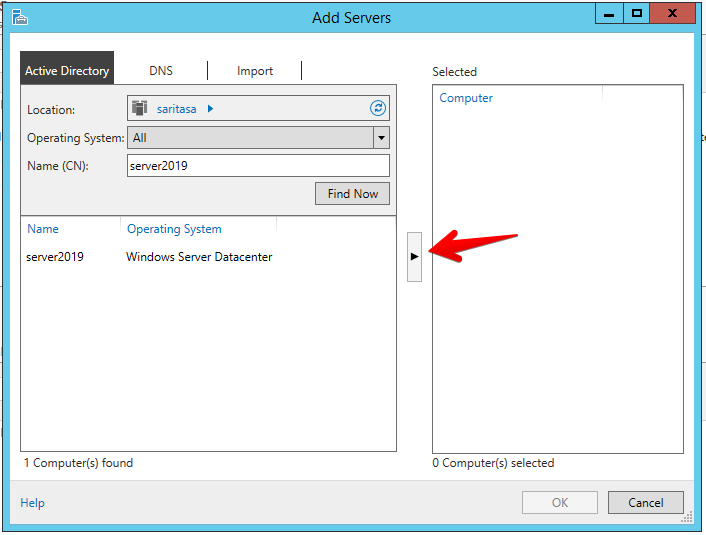 Add Servers
Active Directory
DNS
Import
Location:
saritasa
Operating System:
All
Name (CN):
server2019
Find Now
Name
Operating System
server2019
Windows Server Datacenter
1 Computer(s) found
Selected
Computer
0 Computer(s) selected
Help
OK
Cancel